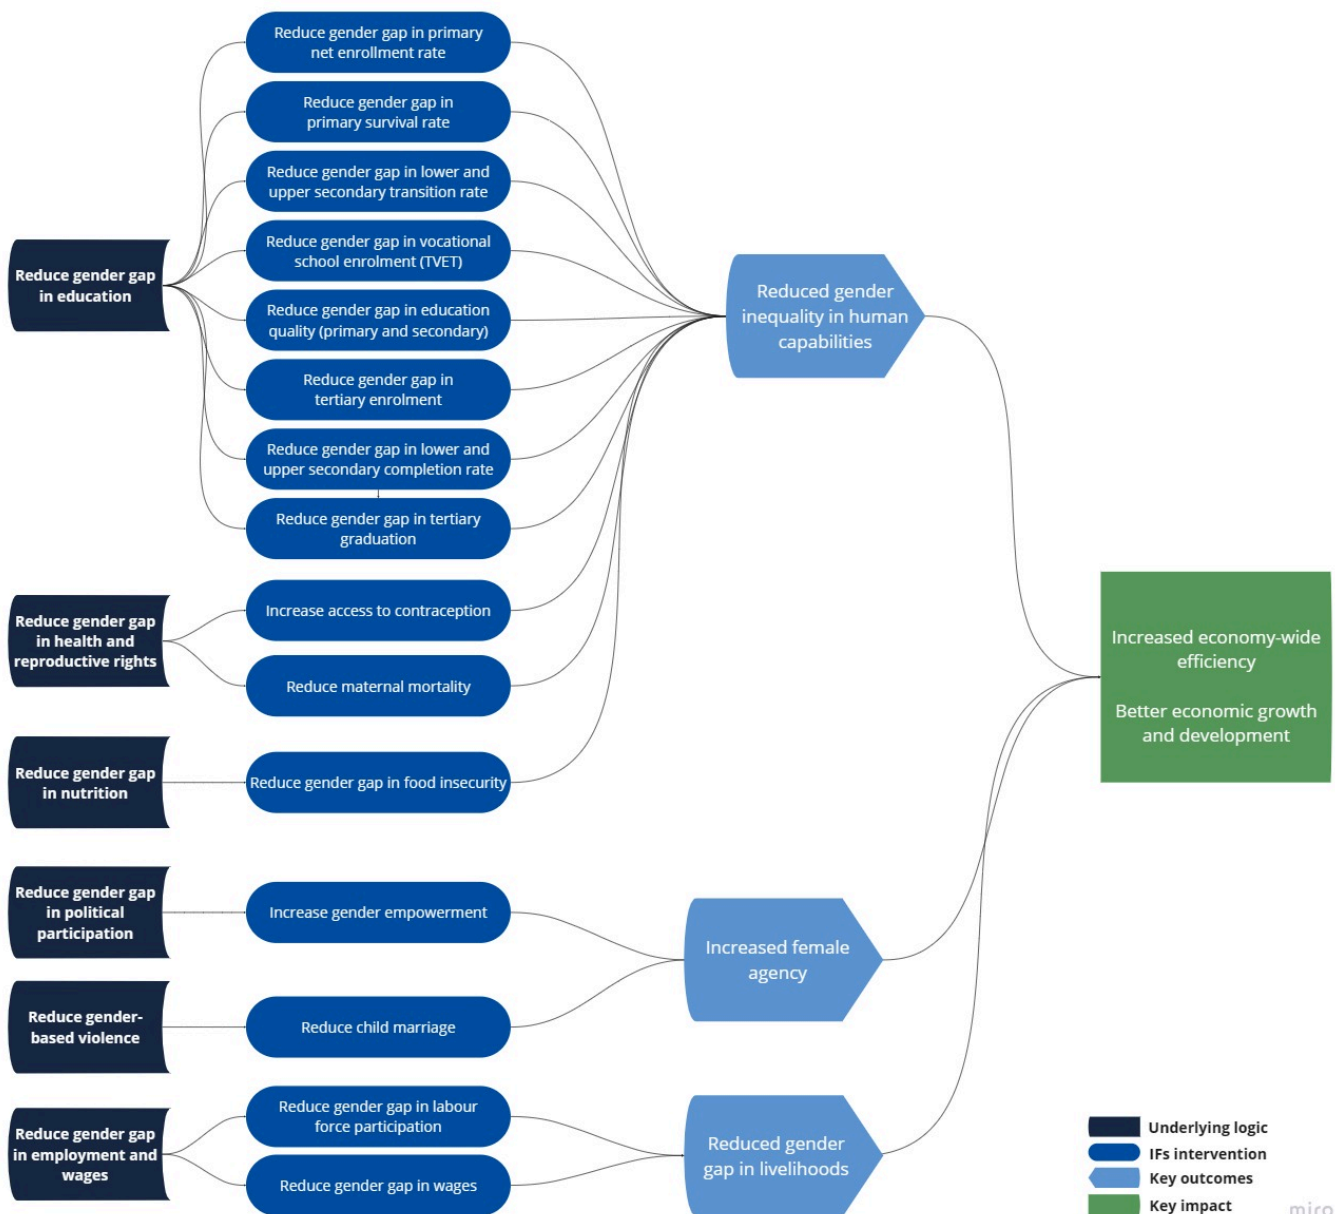 Reduce gender gap in primary
net enrollment rate
Reduce gender gap in
primary survival rate
Reduce gender gap in lower and
upper secondary transition rate
Reduce gender gap in vocational
school enrolment (TVET)
Reduce gender gap in education
quality (primary and secondary)
Reduce gender gap in
tertiary enrolment
Reduce gender gap in lower and
upper secondary completion rate
Reduce gender gap in tertiary
graduation
Reduce gender gap
in education
Reduced gender
inequality in human
capabilities
Reduce gender gap
in health and
reproductive rights
Increase access to contraception
Reduce maternal mortality
Reduce gender gap
in nutrition
Reduce gender gap in food insecurity
Increased economy-wide
efficiency
Better economic growth
and development
Reduce gender gap
in political
participation
Increase gender empowerment
Reduce gender-
based violence
Reduce child marriage
Increased female
agency
Reduce gender gap
in employment and
wages
Reduce gender gap in labour
force participation
Reduce gender gap in wages
Reduced gender
gap in livelihoods
Underlying logic
IFs intervention
Key outcomes
Key impact
miro